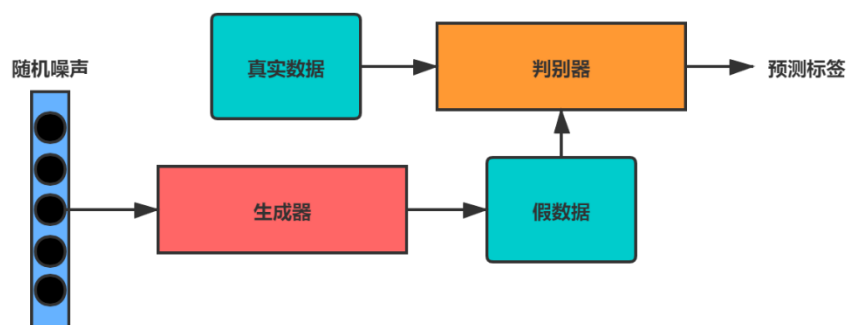 随机噪声
真实数据
判别器
预测标签
生成器
假数据